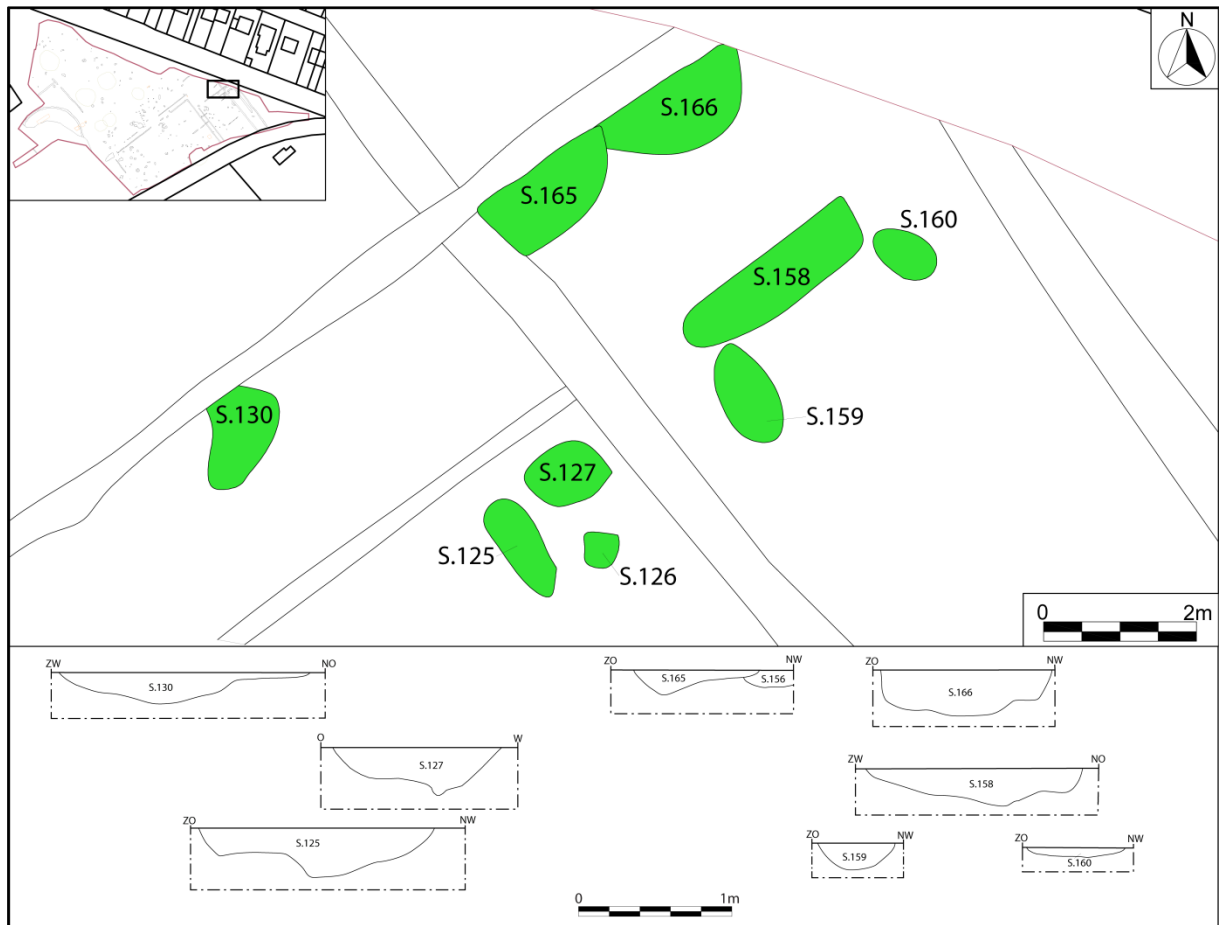 N
S.166
S.165
S.160
S.158
S.130
S.159
S.127
S.125
S.126
0 2m
ZW NO
S.130
ZO NW
S.165 S.156
ZO NW
S.166
O W
S.127
ZW NO
S.158
ZO NW
S.125
ZO NW
S.159
ZO NW
S.160
0 1m